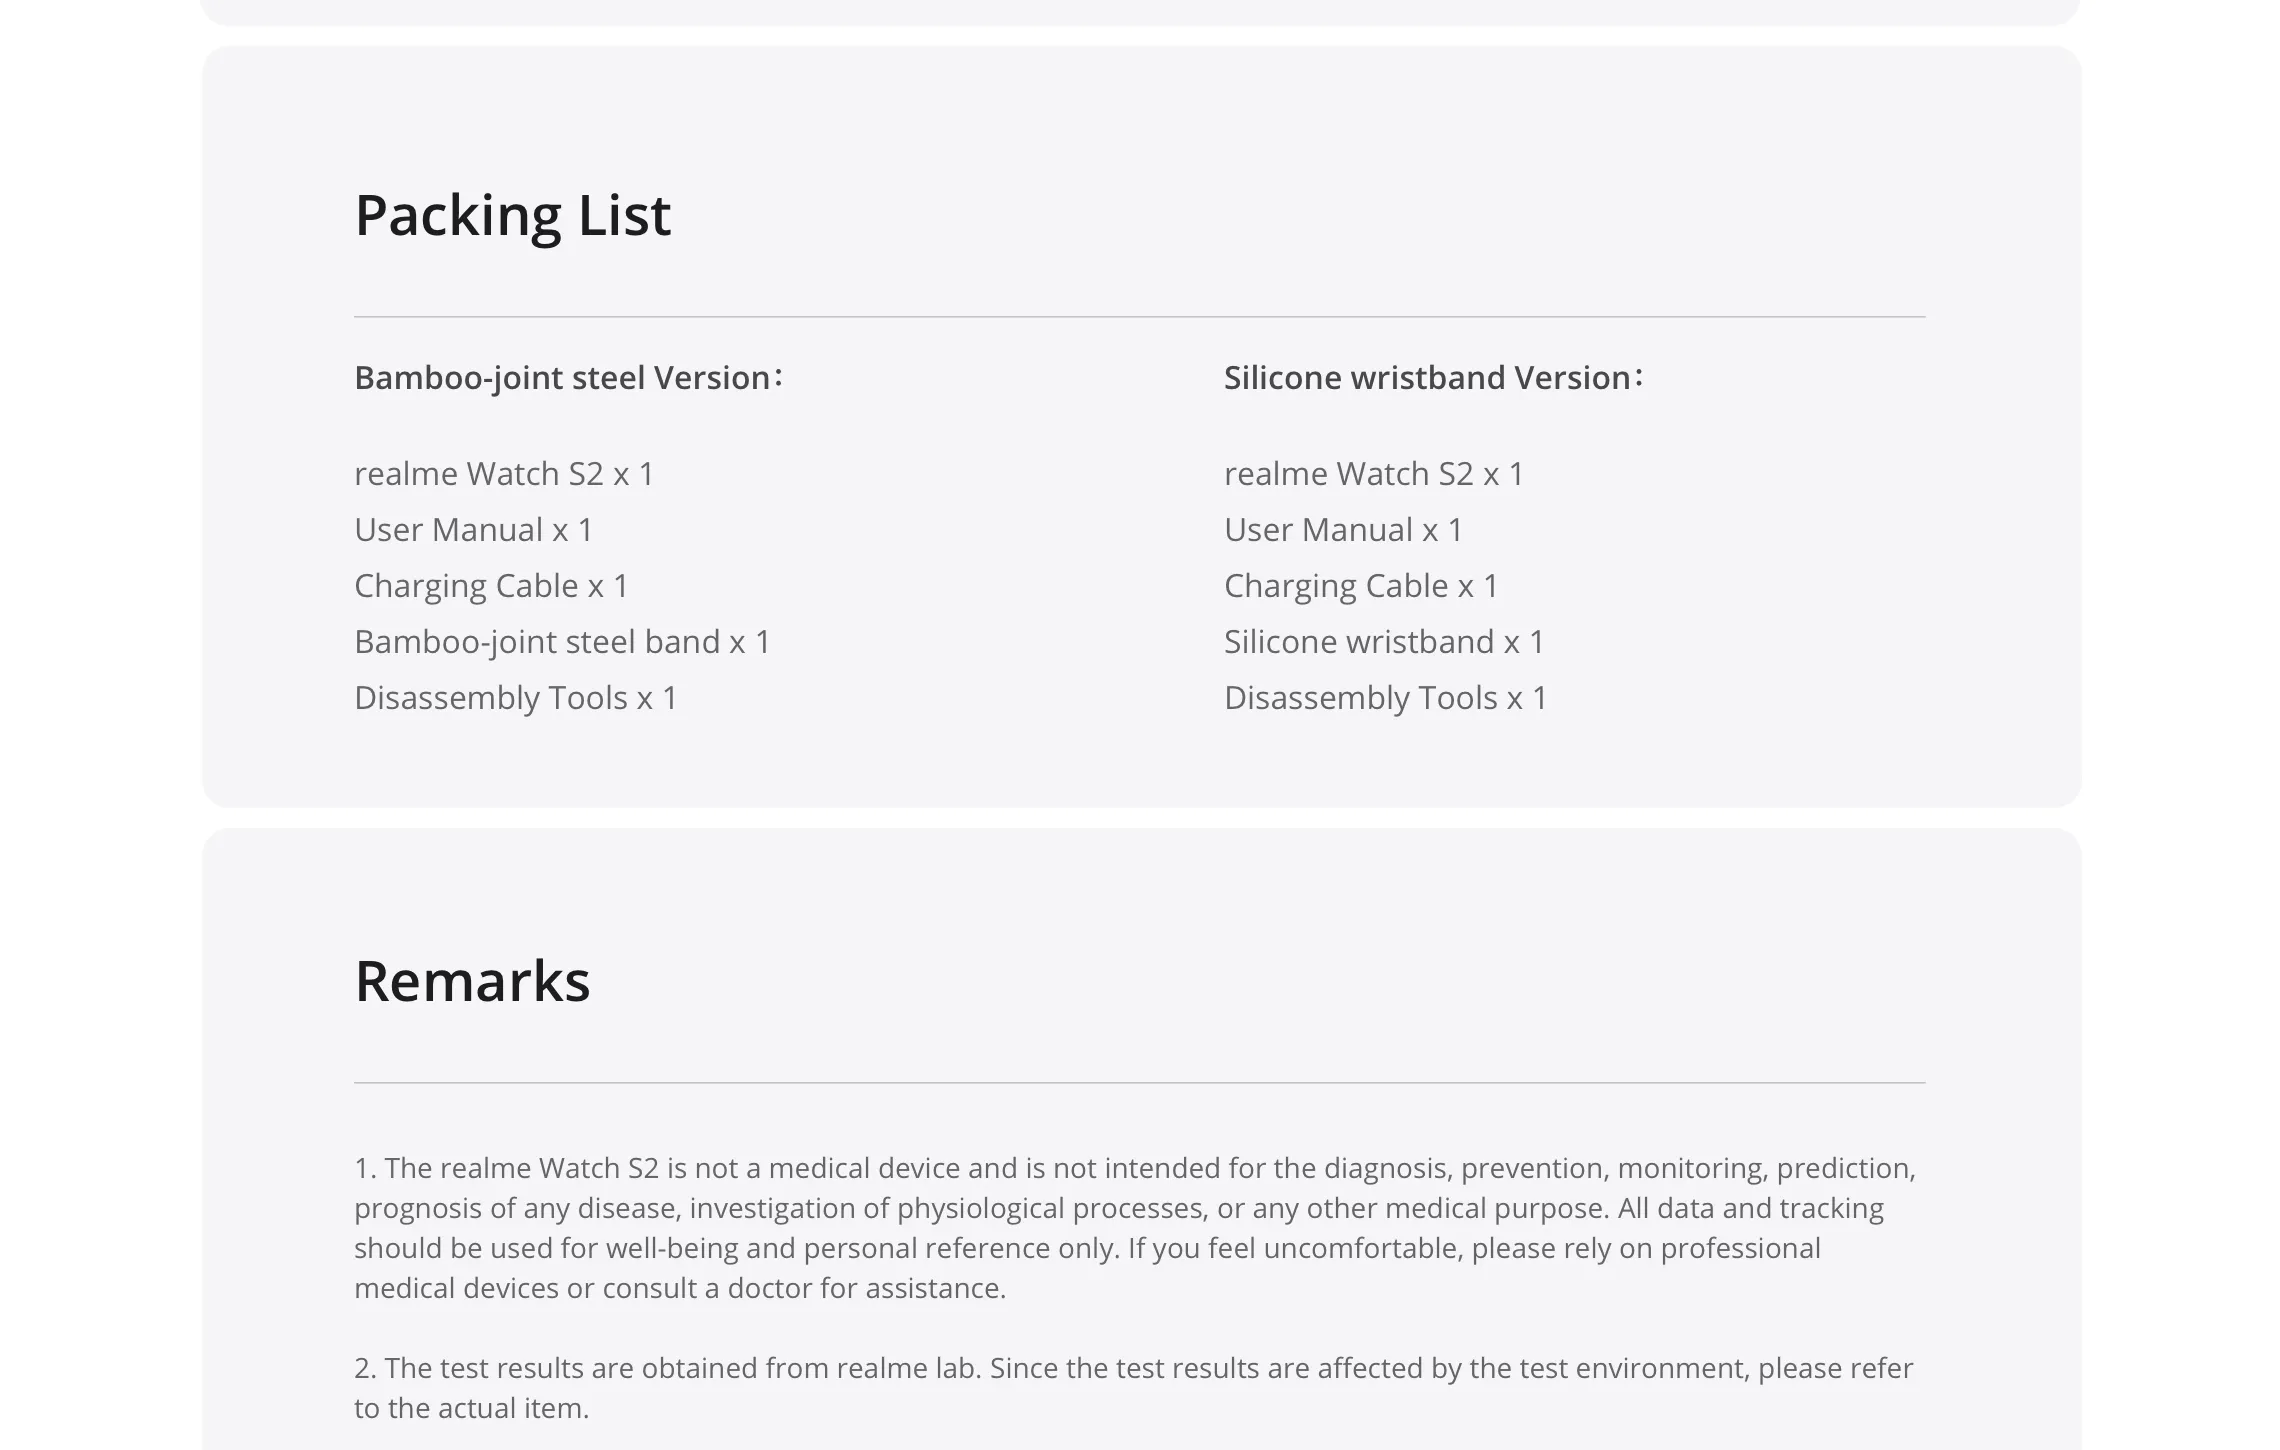 Packing List
Bamboo-joint steel Version：
realme Watch S2 x 1
User Manual x 1
Charging Cable x 1
Bamboo-joint steel band x 1
Disassembly Tools x 1
Silicone wristband Version：
realme Watch S2 x 1
User Manual x 1
Charging Cable x 1
Silicone wristband x 1
Disassembly Tools x 1
Remarks
1. The realme Watch S2 is not a medical device and is not intended for the diagnosis, prevention, monitoring, prediction,
prognosis of any disease, investigation of physiological processes, or any other medical purpose. All data and tracking
should be used for well-being and personal reference only. If you feel uncomfortable, please rely on professional
medical devices or consult a doctor for assistance.
2. The test results are obtained from realme lab. Since the test results are affected by the test environment, please refer
to the actual item.